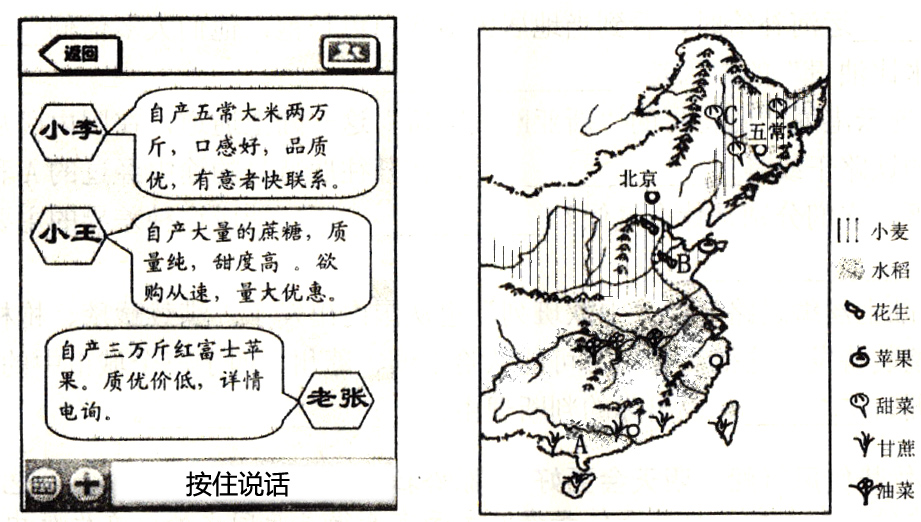 返回
小李
自产五常大米两万
斤，口感好，品质
优，有意者快联系。
小王
自产大量的蔗糖，质
量纯，甜度高 。欲
购从速，量大优惠。
自产三万斤红富士苹
果。质优价低，详情
电询。
老张
按住说话
C
五常
北京
B
A
小麦
水稻
花生
苹果
甜菜
甘蔗
油菜